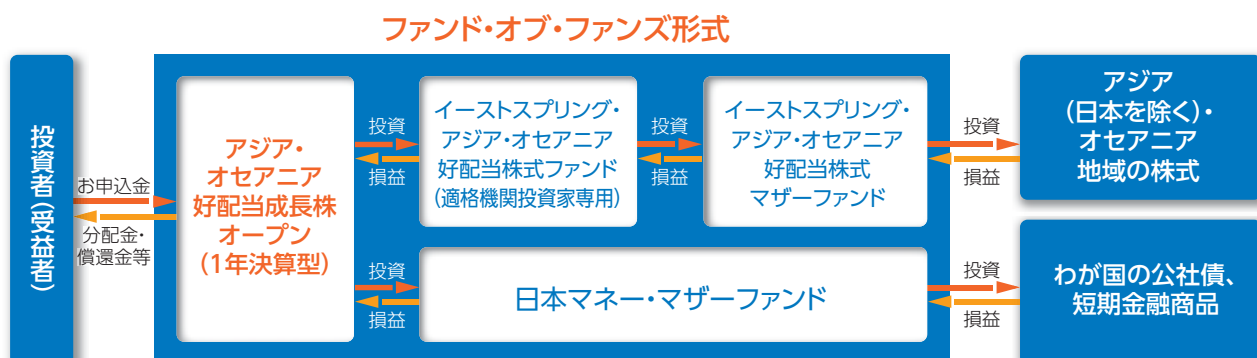 ファンド・オブ・ファンズ形式
投資者(受益者)
お申込金
分配金・
償還金等
アジア・
オセアニア
好配当成長株
オープン
(1年決算型)
投資
損益
イーストスプリング・
アジア・オセアニア
好配当株式ファンド
(適格機関投資家専用)
投資
損益
イーストスプリング・
アジア・オセアニア
好配当株式
マザーファンド
投資
損益
アジア
(日本を除く)・
オセアニア
地域の株式
投資
損益
日本マネー・マザーファンド
投資
損益
わが国の公社債、
短期金融商品